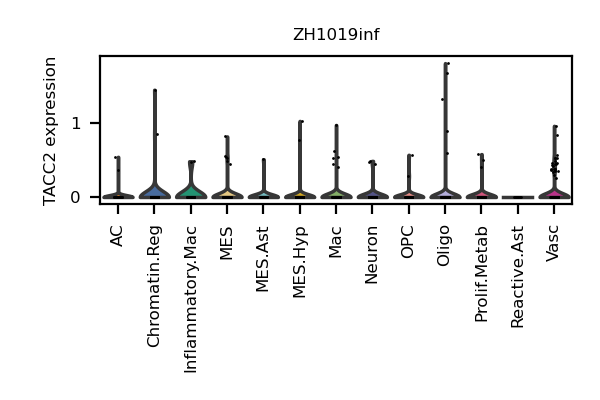 ZH1019inf
TACC2 expression
1
0
AC
Chromatin.Reg
Inflammatory.Mac
MES
MES.Ast
MES.Hyp
Mac
Neuron
OPC
Oligo
Prolif.Metab
Reactive.Ast
Vasc